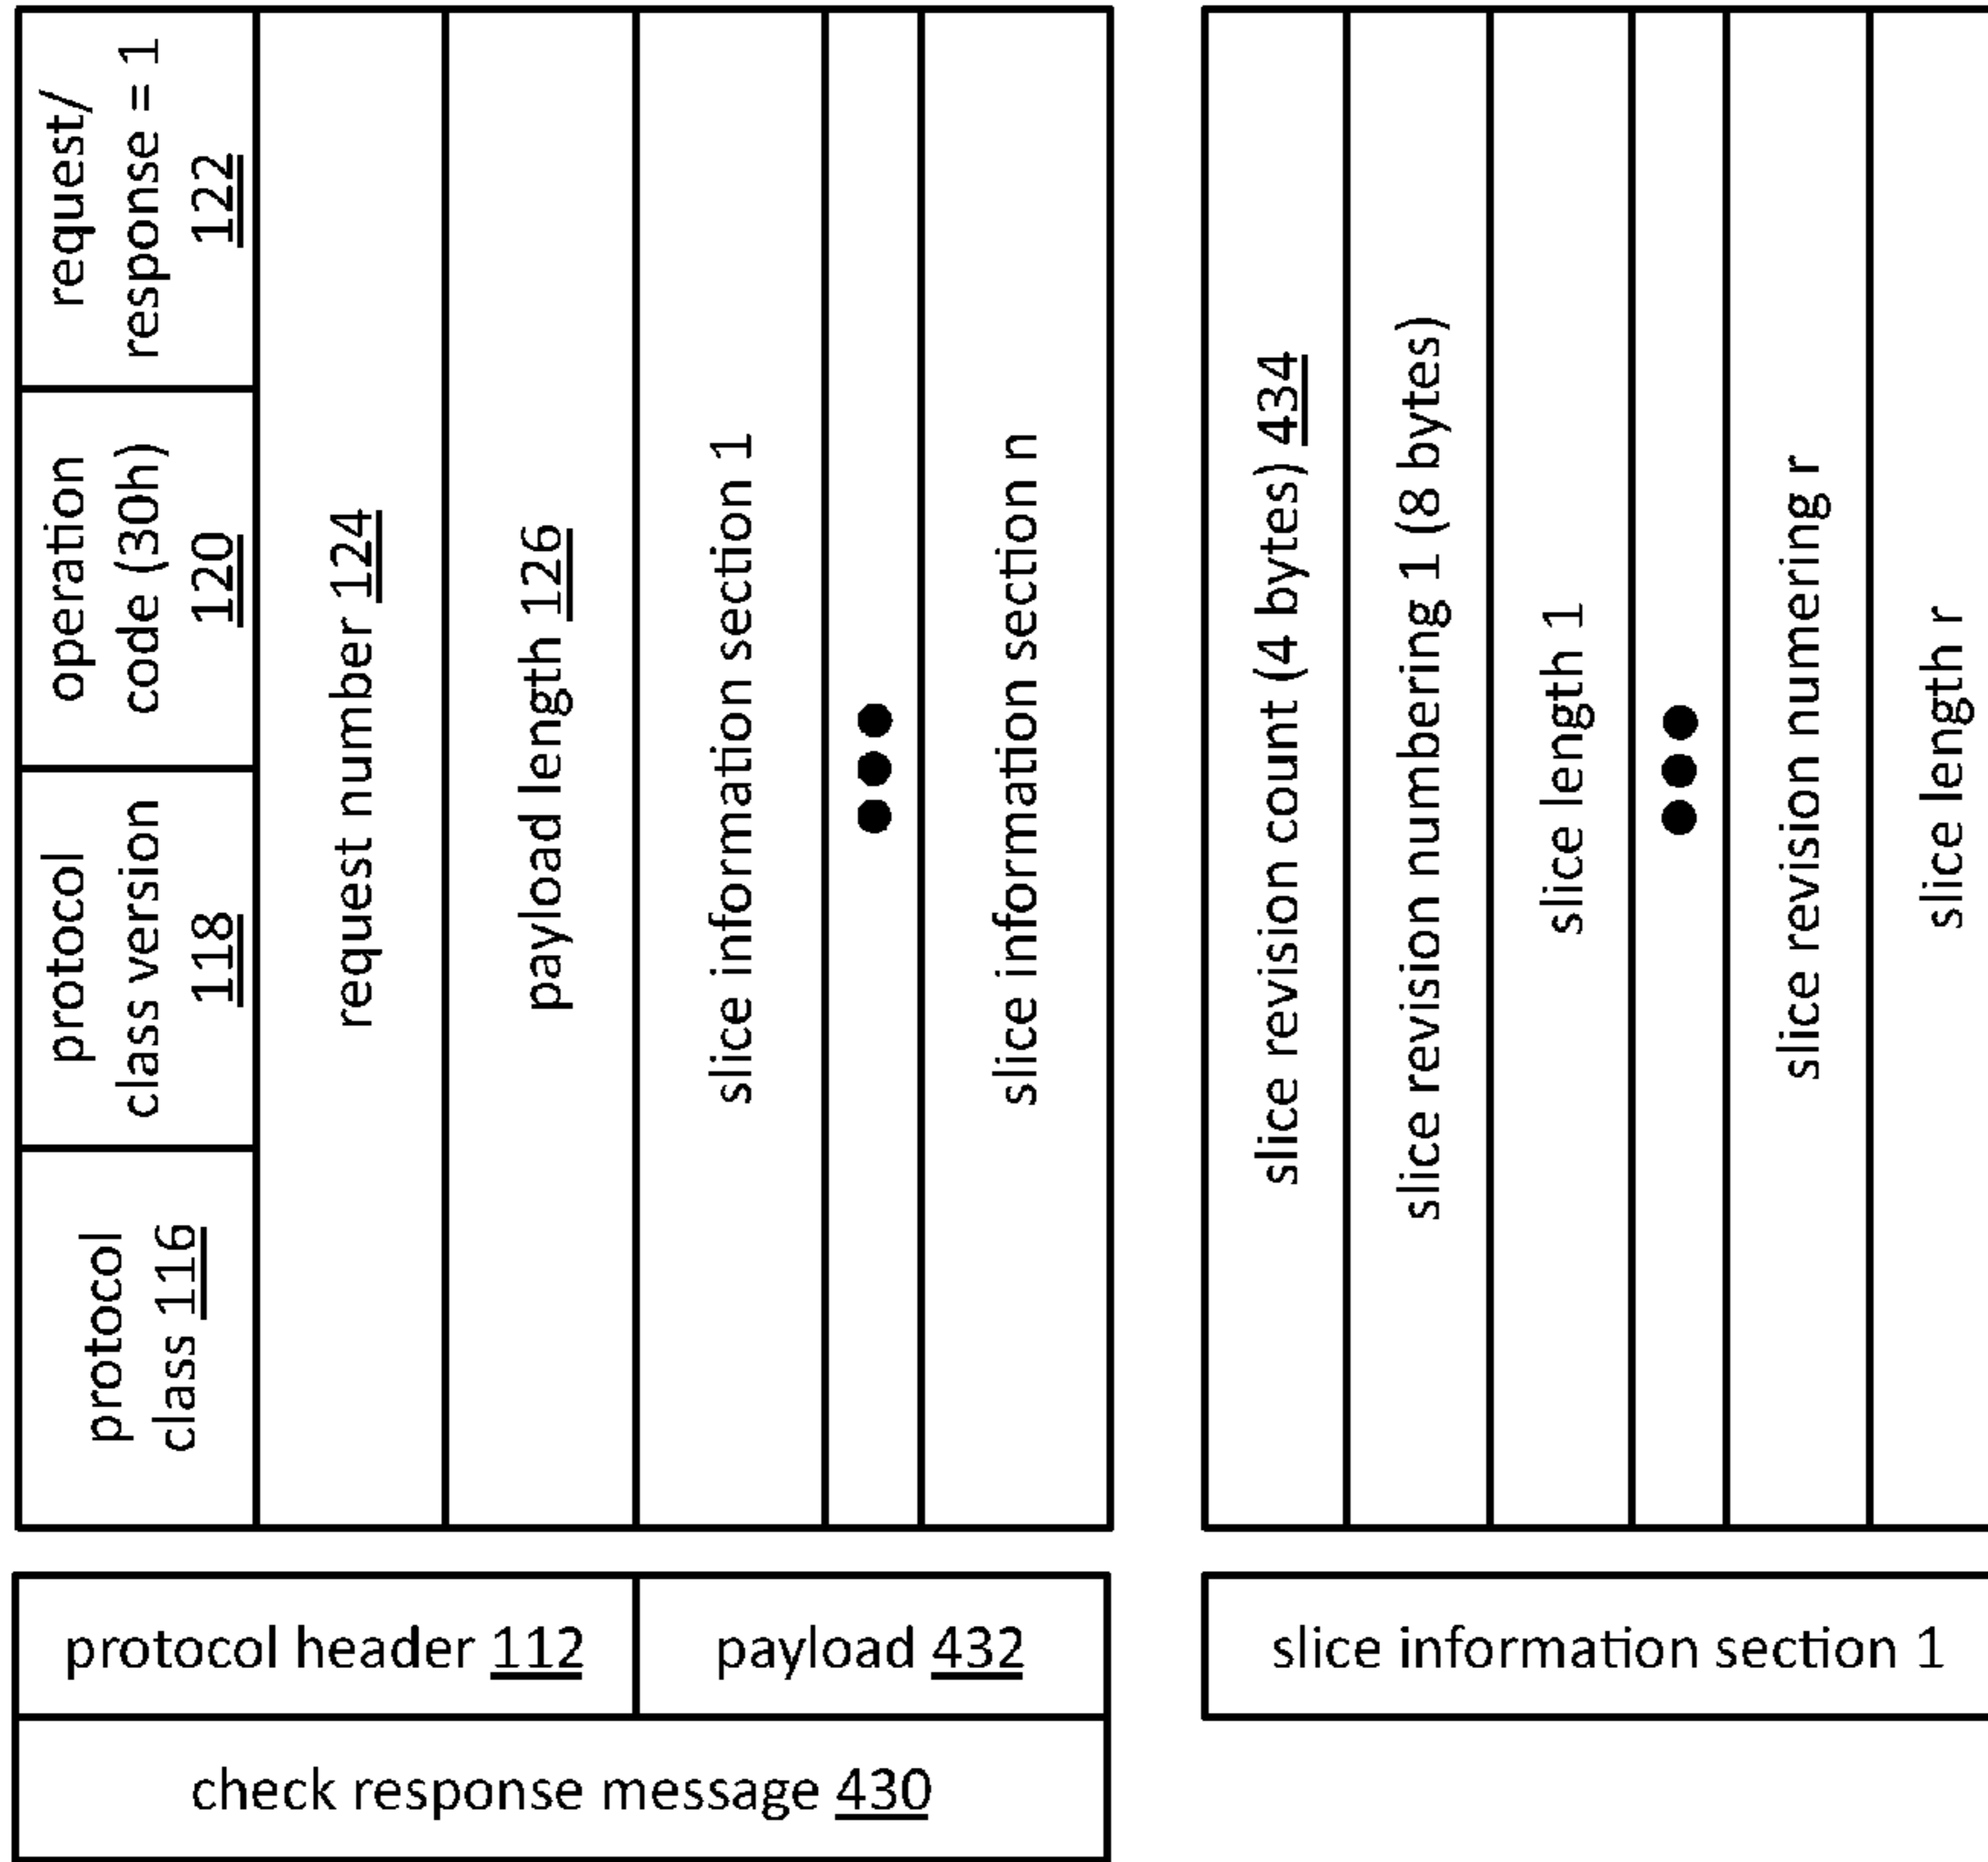 protocol
class 116
protocol
class version
118
operation
code (30h)
120
request/
response = 1
122
request number 124
payload length 126
slice information section 1
slice information section n
protocol header 112
payload 432
check response message 430
slice revision count (4 bytes) 434
slice revision numbering 1 (8 bytes)
slice length 1
slice revision numering r
slice length r
slice information section 1